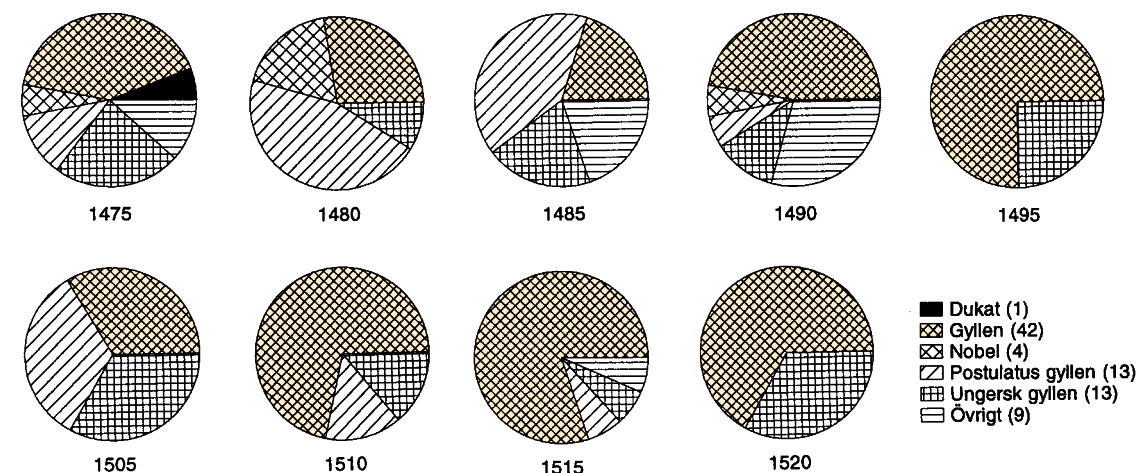 1475
1480
1485
1490
1495
1505
1510
1515
1520
Dukat (1)
Gyllen (42)
Nobel (4)
Postulatus gyllen (13)
Ungersk gyllen (13)
Övrigt (9)